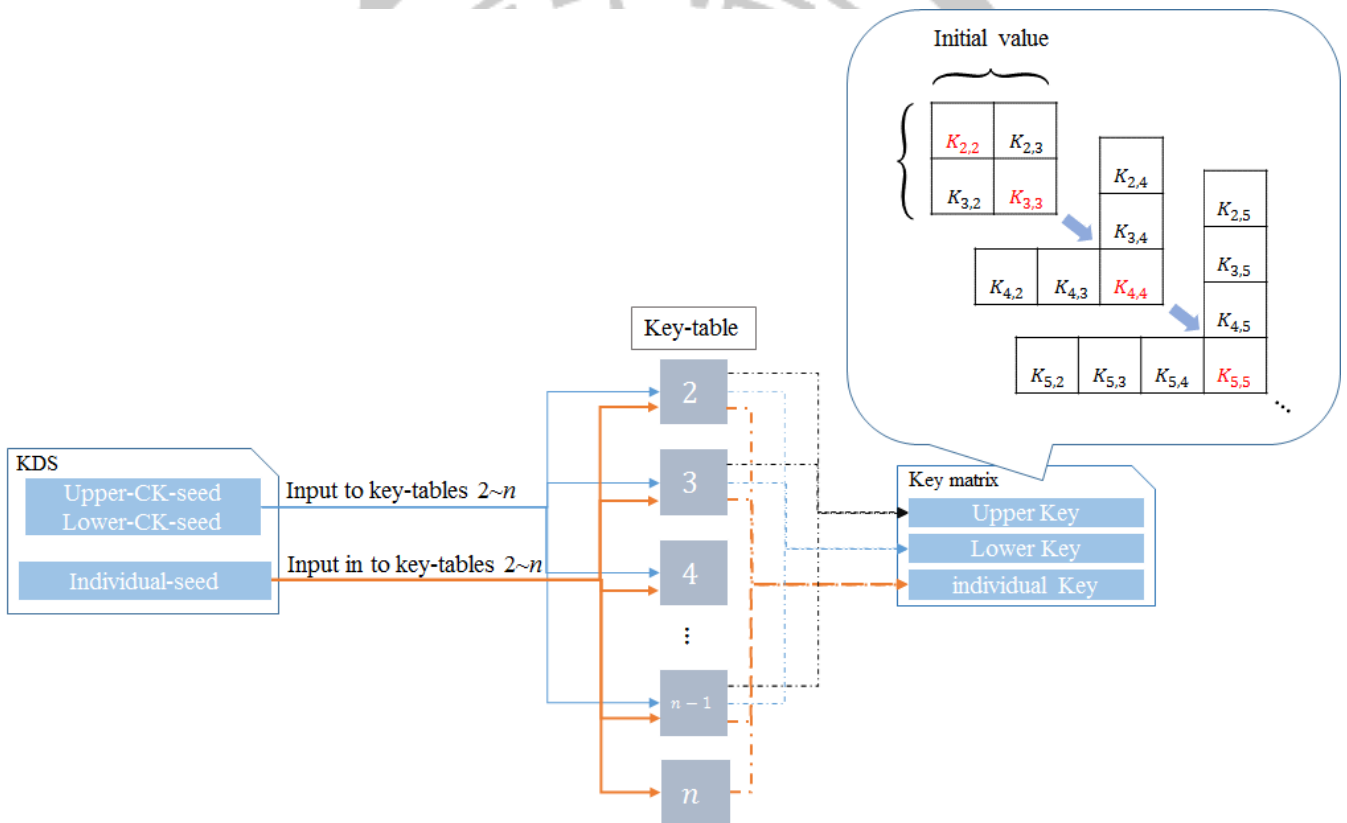 Initial value
K2,2 K2,3
K3,2 K3,3
K2,4
K3,4
K4,2 K4,3 K4,4
K2,5
K3,5
K4,5
K5,2 K5,3 K5,4 K5,5
⋱
Key-table
2
3
4
⋮
n − 1
n
KDS
Upper-CK-seed
Lower-CK-seed
Individual-seed
Input to key-tables 2~n
Input in to key-tables 2~n
Key matrix
Upper Key
Lower Key
individual Key